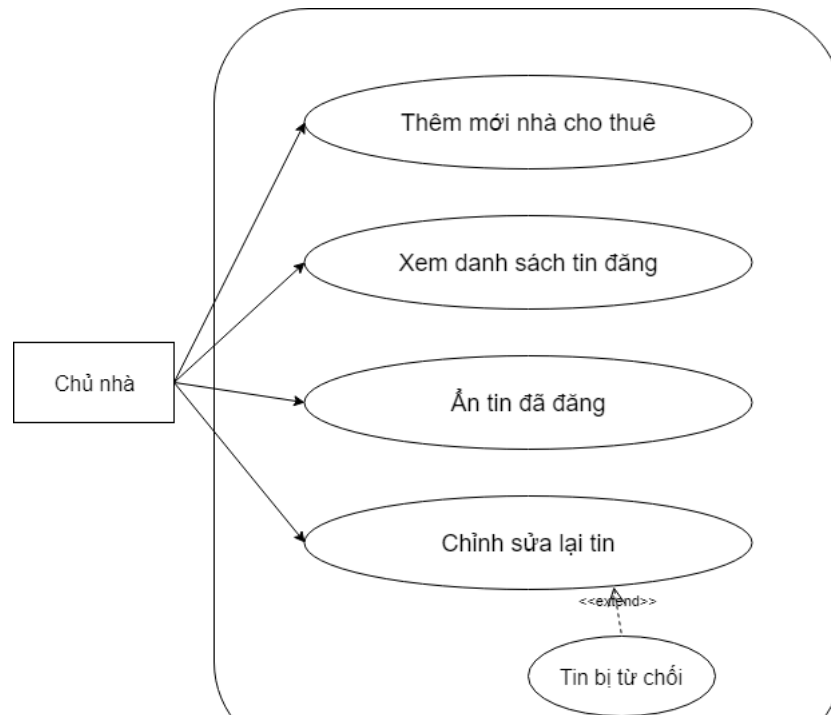 Thêm mới nhà cho thuê
Xem danh sách tin đăng
Chủ nhà
Ẩn tin đã đăng
Chỉnh sửa lại tin
<<extend>>
Tin bị từ chối